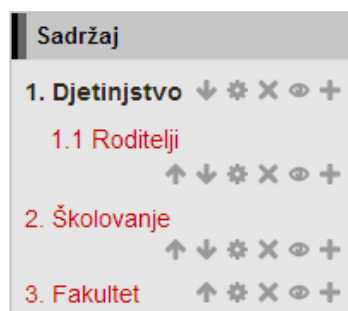 Sadržaj
1. Djetinjstvo
1.1 Roditelji
2. Školovanje
3. Fakultet